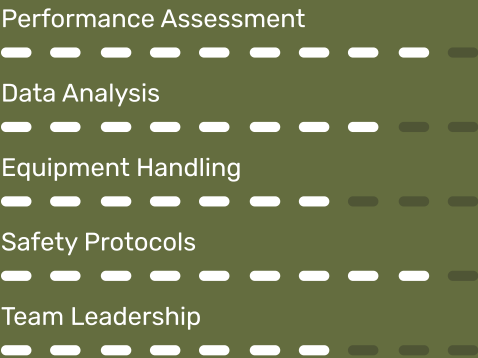 Performance Assessment
Data Analysis
Equipment Handling
Safety Protocols
Team Leadership